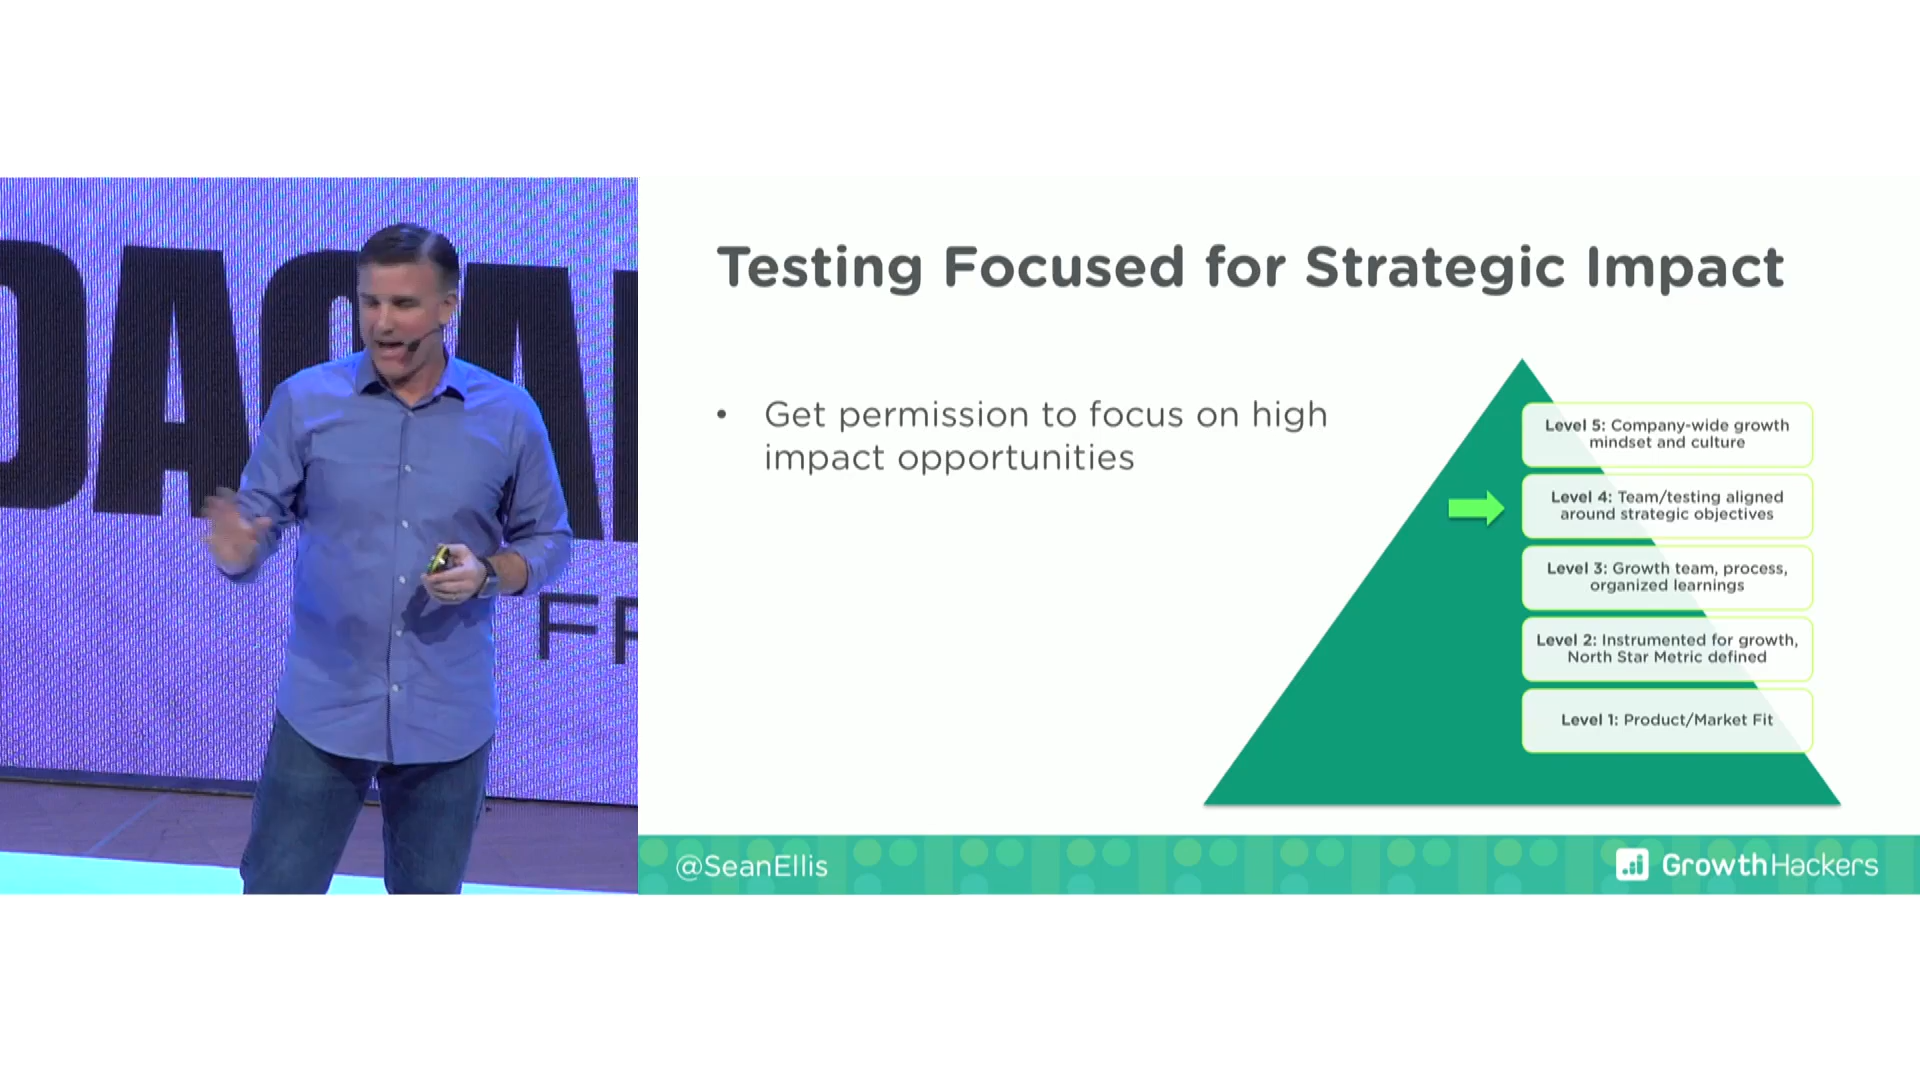 Testing Focused for Strategic Impact
• Get permission to focus on high
impact opportunities
Level 5: Company-wide growth
mindset and culture
Level 4: Team/testing aligned
around strategic objectives
Level 3: Growth team, process,
organized learnings
Level 2: Instrumented for growth,
North Star Metric defined
Level 1: Product/Market Fit
@SeanEllis
GrowthHackers